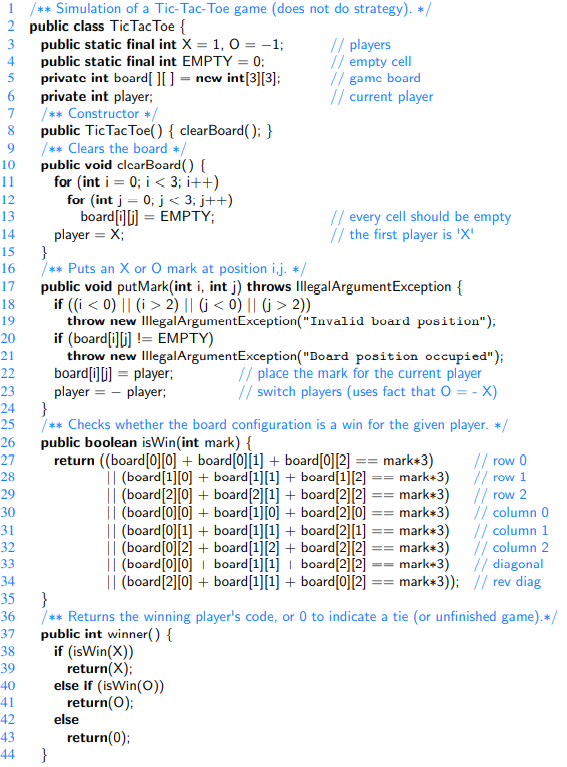 1 /** Simulation of a Tic-Tac-Toe game (does not do strategy). */
2 public class TicTacToe {
3 public static final int X = 1, O = −1; // players
4 public static final int EMPTY = 0; // empty cell
5 private int board[ ][ ] = new int[3][3]; // game board
6 private int player; // current player
7 /** Constructor */
8 public TicTacToe( ) { clearBoard( ); }
9 /** Clears the board */
10 public void clearBoard( ) {
11 for (int i = 0; i < 3; i++)
12 for (int j = 0; j < 3; j++)
13 board[i][j] = EMPTY; // every cell should be empty
14 player = X; // the first player is 'X'
15 }
16 /** Puts an X or O mark at position i,j. */
17 public void putMark(int i, int j) throws IllegalArgumentException {
18 if ((i < 0) || (i > 2) || (j < 0) || (j > 2))
19 throw new IllegalArgumentException("Invalid board position");
20 if (board[i][j] != EMPTY)
21 throw new IllegalArgumentException("Board position occupied");
22 board[i][j] = player; // place the mark for the current player
23 player = − player; // switch players (uses fact that O = - X)
24 }
25 /** Checks whether the board configuration is a win for the given player. */
26 public boolean isWin(int mark) {
27 return ((board[0][0] + board[0][1] + board[0][2] == mark*3) // row 0
28 || (board[1][0] + board[1][1] + board[1][2] == mark*3) // row 1
29 || (board[2][0] + board[2][1] + board[2][2] == mark*3) // row 2
30 || (board[0][0] + board[1][0] + board[2][0] == mark*3) // column 0
31 || (board[0][1] + board[1][1] + board[2][1] == mark*3) // column 1
32 || (board[0][2] + board[1][2] + board[2][2] == mark*3) // column 2
33 || (board[0][0] + board[1][1] + board[2][2] == mark*3) // diagonal
34 || (board[2][0] + board[1][1] + board[0][2] == mark*3)); // rev diag
35 }
36 /** Returns the winning player's code, or 0 to indicate a tie (or unfinished game).*/
37 public int winner( ) {
38 if (isWin(X))
39 return(X);
40 else if (isWin(O))
41 return(O);
42 else
43 return(0);
44 }